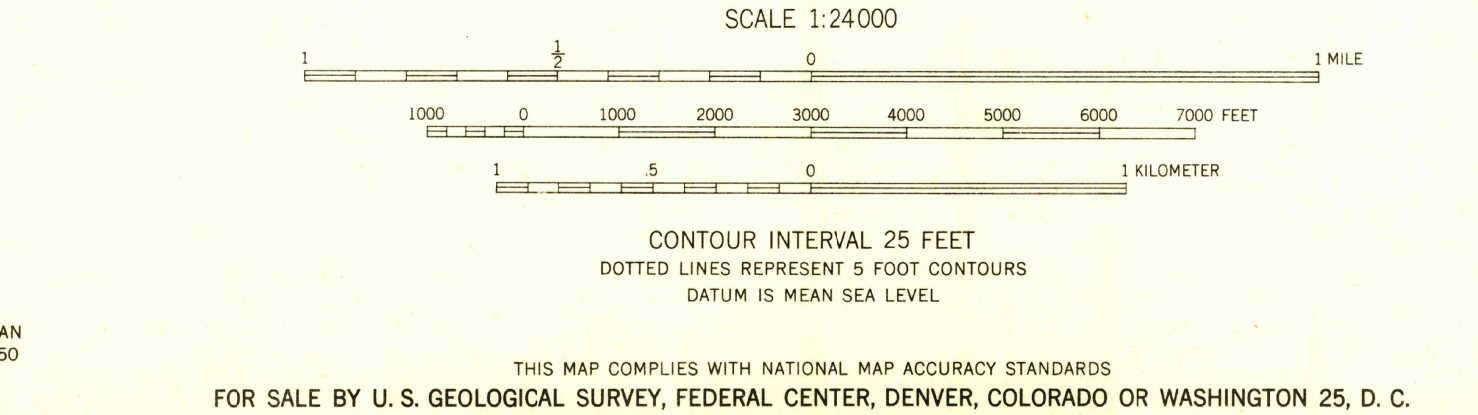 SCALE 1:24000
1 1/2 0 1 MILE
1000 0 1000 2000 3000 4000 5000 6000 7000 FEET
1 .5 0 1 KILOMETER
CONTOUR INTERVAL 25 FEET
DOTTED LINES REPRESENT 5 FOOT CONTOURS
DATUM IS MEAN SEA LEVEL
AN
50
THIS MAP COMPLIES WITH NATIONAL MAP ACCURACY STANDARDS
FOR SALE BY U. S. GEOLOGICAL SURVEY, FEDERAL CENTER, DENVER, COLORADO OR WASHINGTON 25, D. C.